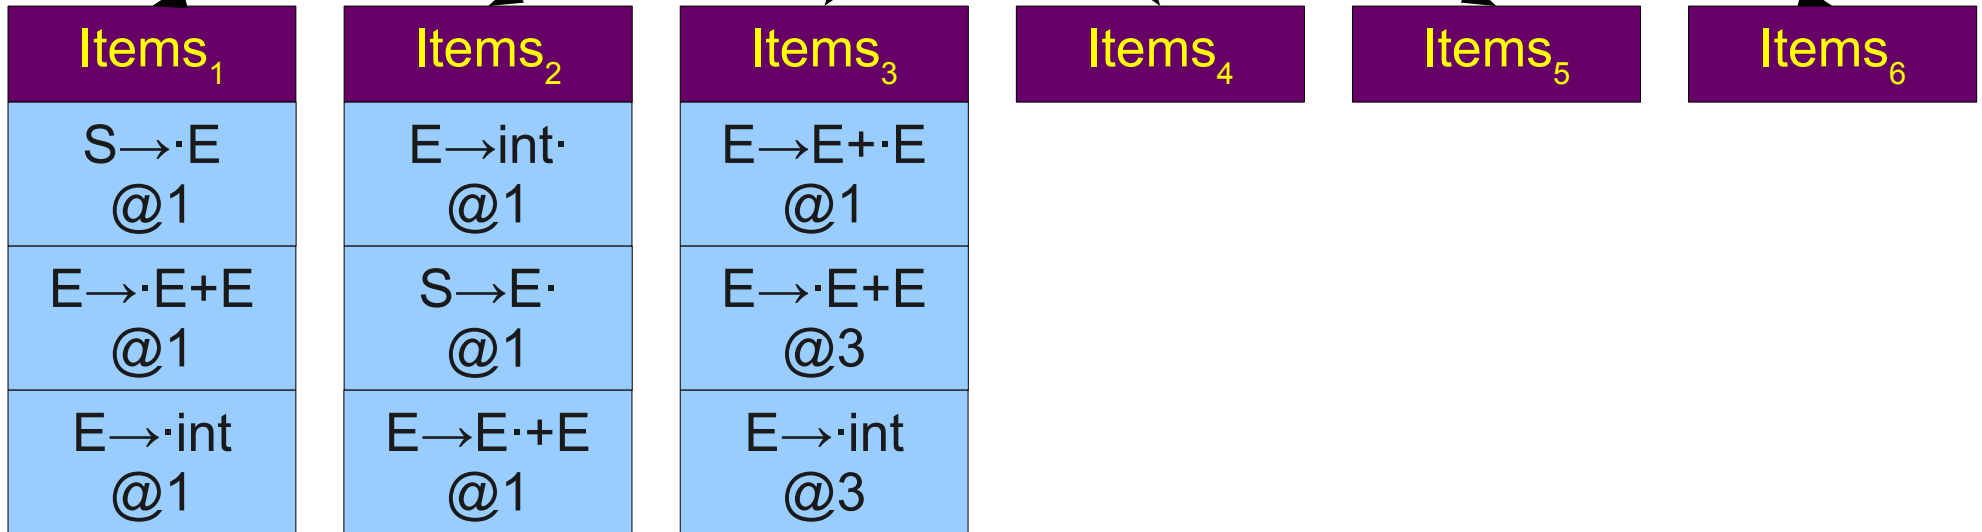 Items₁ Items₂ Items₃ Items₄ Items₅ Items₆
S→·E E→int· E→E+·E
@1 @1 @1
E→·E+E S→E· E→·E+E
@1 @1 @3
E→·int E→E·+E E→·int
@1 @1 @3